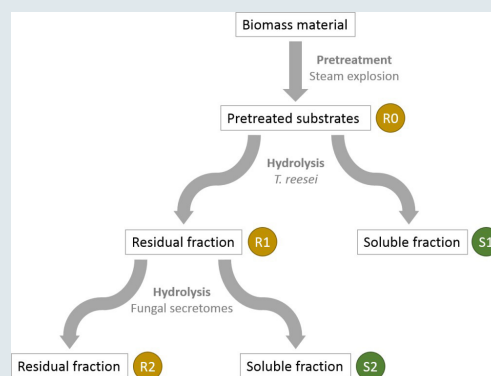 Biomass material
Pretreatment
Steam explosion
Pretreated substrates R0
Hydrolysis
T. reesei
Residual fraction R1 Soluble fraction S1
Hydrolysis
Fungal secretomes
Residual fraction R2 Soluble fraction S2